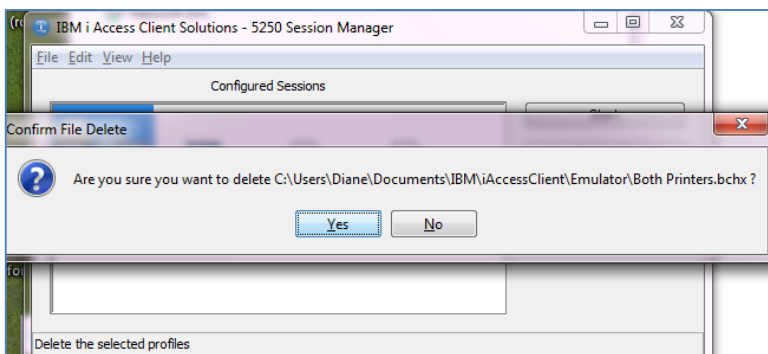 IBM i Access Client Solutions - 5250 Session Manager
File Edit View Help
Configured Sessions
Confirm File Delete
Are you sure you want to delete C:\Users\Diane\Documents\IBM\iAccessClient\Emulator\Both Printers.bchx ?
Yes No
Delete the selected profiles